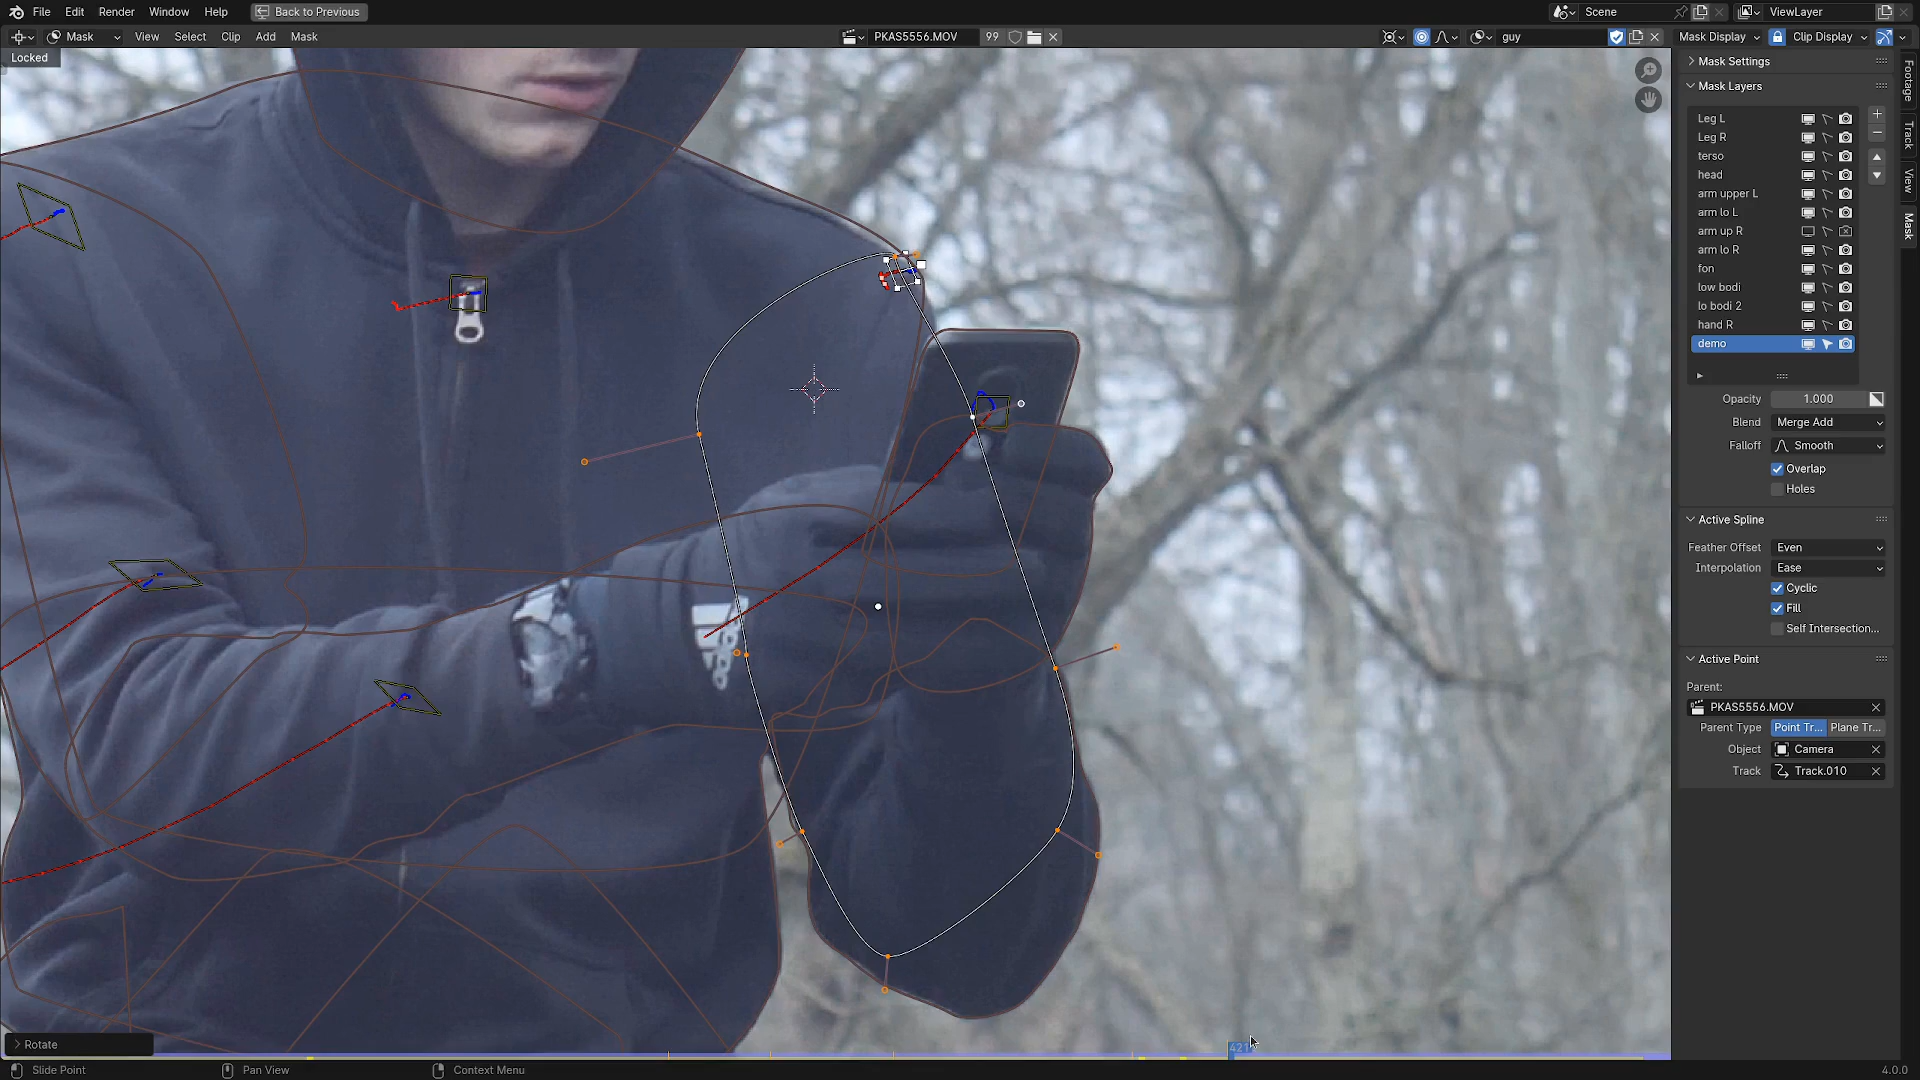 File Edit Render Window Help Back to Previous Scene ViewLayer
Mask View Select Clip Add Mask PKAS5556.MOV 99 guy Mask Display Clip Display
Locked
Mask Settings
Mask Layers
Leg L
Leg R
terso
head
arm upper L
arm lo L
arm up R
arm lo R
fon
low bodi
lo bodi 2
hand R
demo
Opacity 1.000
Blend Merge Add
Falloff Smooth
Overlap
Holes
Active Spline
Feather Offset Even
Interpolation Ease
Cyclic
Fill
Self Intersection...
Active Point
Parent:
PKAS5556.MOV
Parent Type Point Tr... Plane Tr...
Object Camera
Track Track.010
Footage
Track
View
Mask
Rotate
421
Slide Point Pan View Context Menu 4.0.0